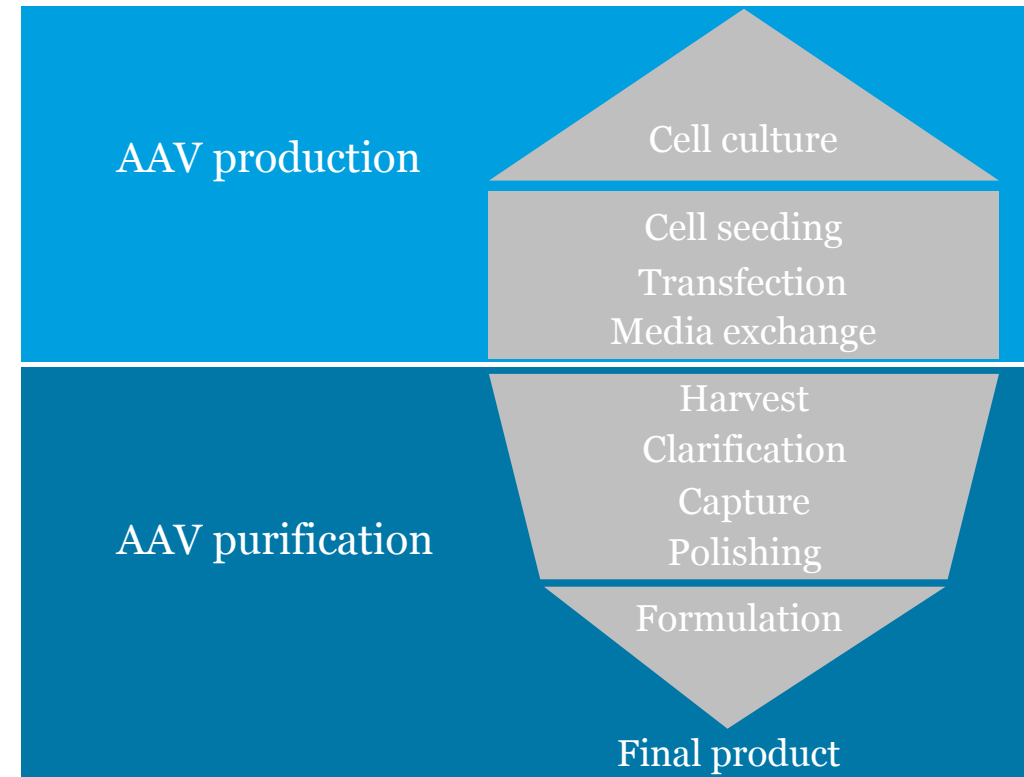 AAV production
Cell culture
Cell seeding
Transfection
Media exchange
AAV purification
Harvest
Clarification
Capture
Polishing
Formulation
Final product